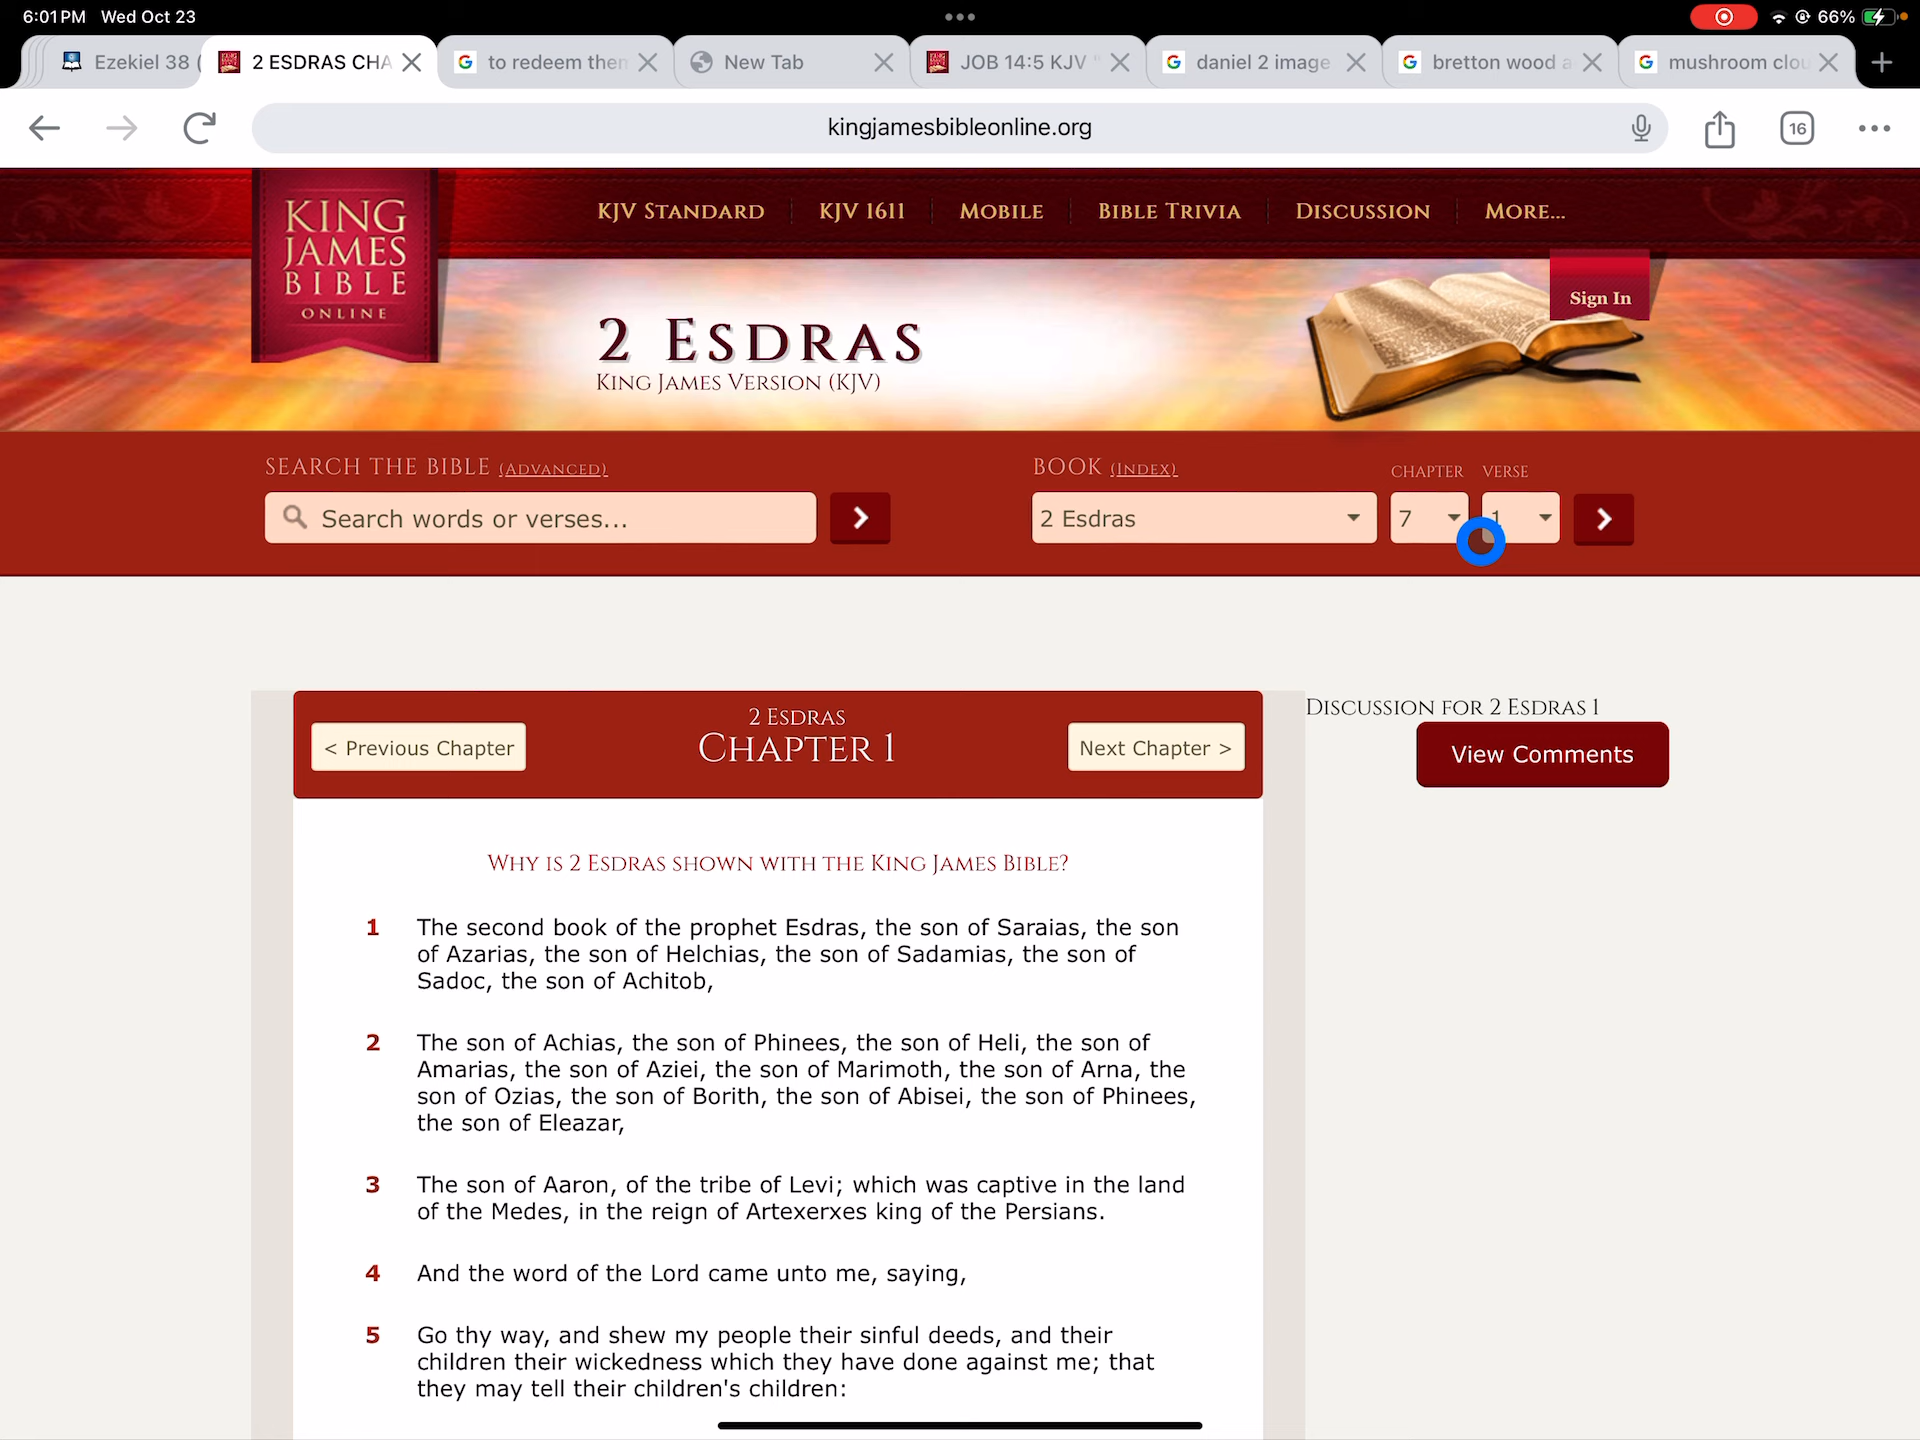 6:01PM Wed Oct 23
66%
Ezekiel 38 (
2 ESDRAS CHA
to redeem them
New Tab
JOB 14:5 KJV "
daniel 2 image
bretton wood a
mushroom clou
kingjamesbibleonline.org
16
KING
JAMES
BIBLE
ONLINE
KJV STANDARD
KJV 1611
MOBILE
BIBLE TRIVIA
DISCUSSION
MORE...
Sign In
2 ESDRAS
KING JAMES VERSION (KJV)
SEARCH THE BIBLE (ADVANCED)
Search words or verses...
BOOK (INDEX)
CHAPTER
VERSE
2 Esdras
7
1
< Previous Chapter
2 ESDRAS
CHAPTER 1
Next Chapter >
DISCUSSION FOR 2 ESDRAS 1
View Comments
WHY IS 2 ESDRAS SHOWN WITH THE KING JAMES BIBLE?
1 The second book of the prophet Esdras, the son of Saraias, the son
of Azarias, the son of Helchias, the son of Sadamias, the son of
Sadoc, the son of Achitob,
2 The son of Achias, the son of Phinees, the son of Heli, the son of
Amarias, the son of Aziei, the son of Marimoth, the son of Arna, the
son of Ozias, the son of Borith, the son of Abisei, the son of Phinees,
the son of Eleazar,
3 The son of Aaron, of the tribe of Levi; which was captive in the land
of the Medes, in the reign of Artexerxes king of the Persians.
4 And the word of the Lord came unto me, saying,
5 Go thy way, and shew my people their sinful deeds, and their
children their wickedness which they have done against me; that
they may tell their children's children: